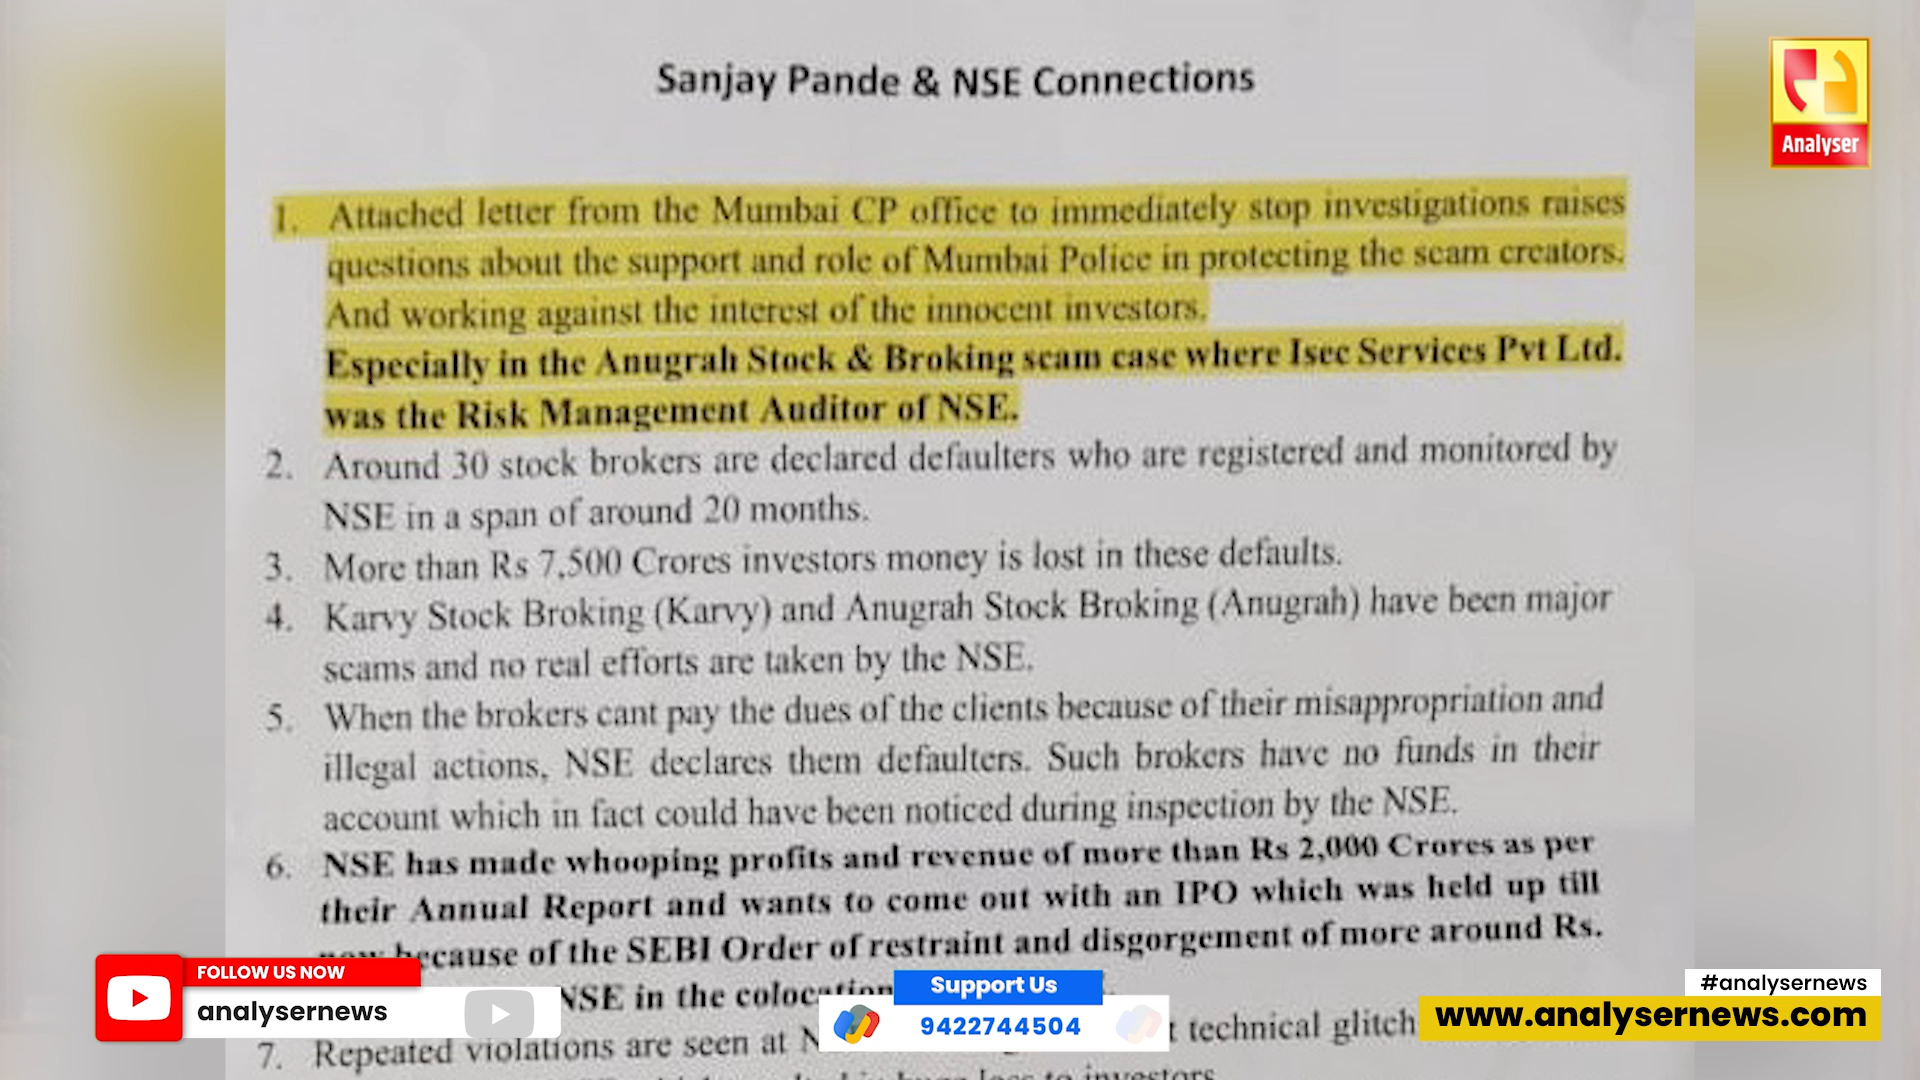 Sanjay Pande & NSE Connections
Analyser
1. Attached letter from the Mumbai CP office to immediately stop investigations raises
questions about the support and role of Mumbai Police in protecting the scam creators.
And working against the interest of the innocent investors.
Especially in the Anugrah Stock & Broking scam case where Isec Services Pvt Ltd.
was the Risk Management Auditor of NSE.
2. Around 30 stock brokers are declared defaulters who are registered and monitored by
NSE in a span of around 20 months.
3. More than Rs 7,500 Crores investors money is lost in these defaults.
4. Karvy Stock Broking (Karvy) and Anugrah Stock Broking (Anugrah) have been major
scams and no real efforts are taken by the NSE.
5. When the brokers cant pay the dues of the clients because of their misappropriation and
illegal actions, NSE declares them defaulters. Such brokers have no funds in their
account which in fact could have been noticed during inspection by the NSE.
6. NSE has made whooping profits and revenue of more than Rs 2,000 Crores as per
their Annual Report and wants to come out with an IPO which was held up till
now because of the SEBI Order of restraint and disgorgement of more around Rs.
NSE in the colocation
7. Repeated violations are seen at technical glitch
loss to investors
FOLLOW US NOW
analysernews
Support Us
9422744504
#analysernews
www.analysernews.com